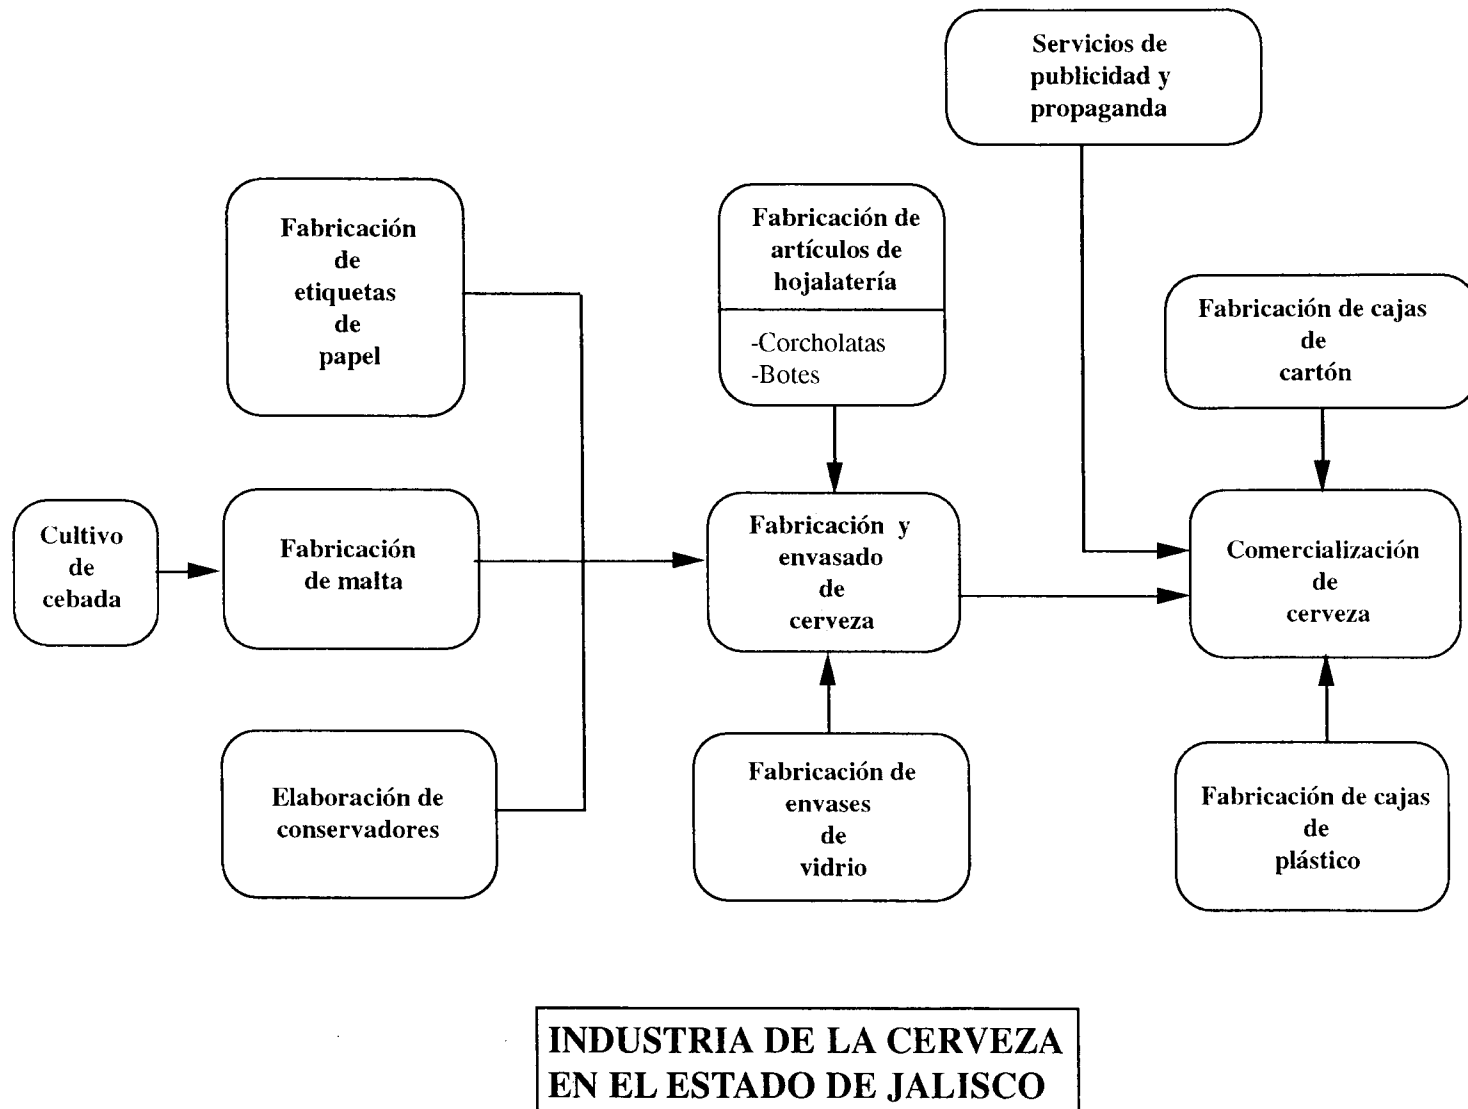 Servicios de
publicidad y
propaganda
Fabricación
de
etiquetas
de
papel
Fabricación de
artículos de
hojalatería
-Corcholatas
-Botes
Fabricación de cajas
de
cartón
Cultivo
de
cebada
Fabricación
de malta
Fabricación y
envasado
de
cerveza
Comercialización
de
cerveza
Elaboración de
conservadores
Fabricación de
envases
de
vidrio
Fabricación de cajas
de
plástico
INDUSTRIA DE LA CERVEZA
EN EL ESTADO DE JALISCO